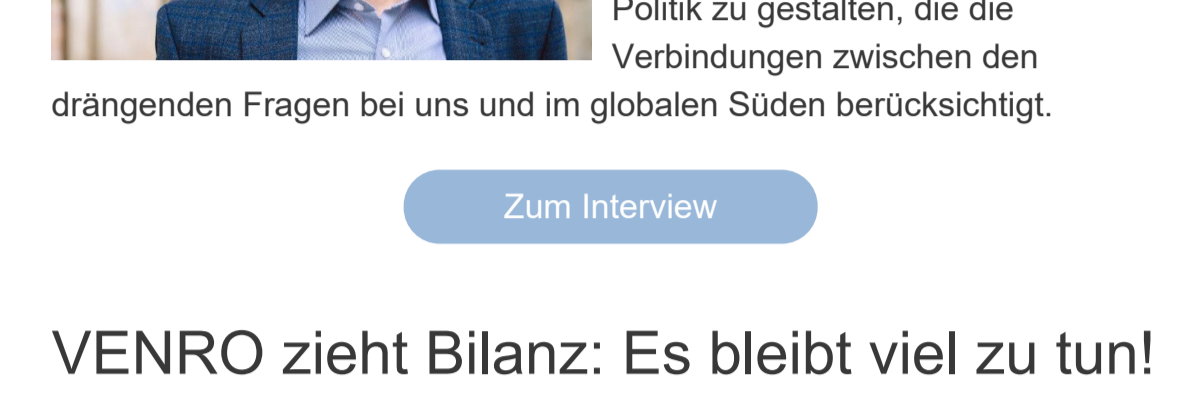 Politik zu gestalten, die die
Verbindungen zwischen den
drängenden Fragen bei uns und im globalen Süden berücksichtigt.
Zum Interview
VENRO zieht Bilanz: Es bleibt viel zu tun!